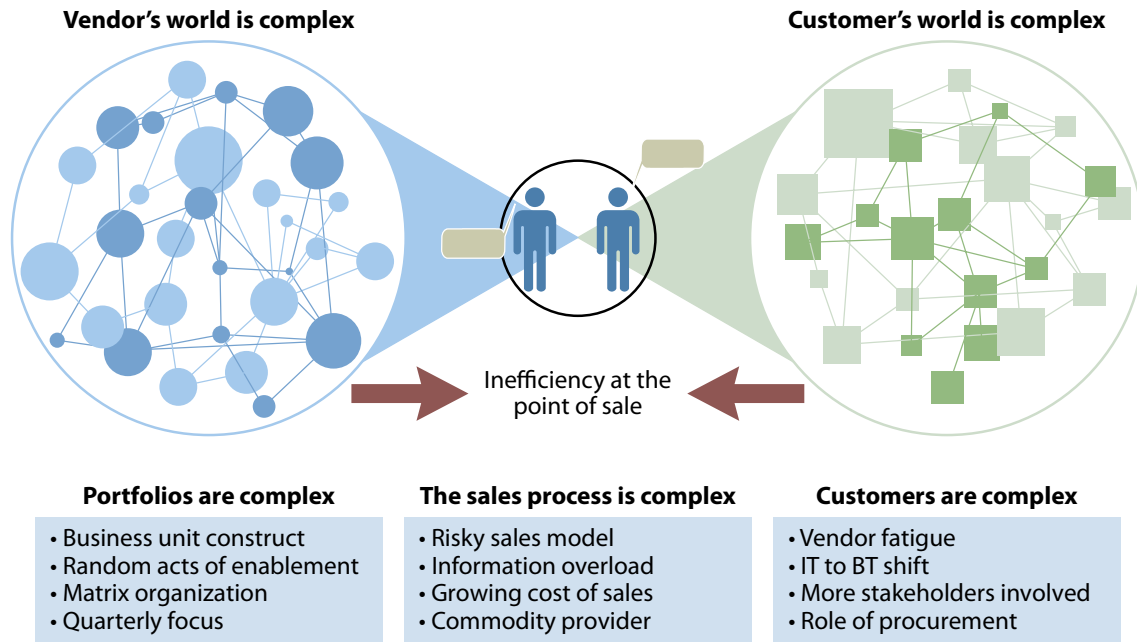 Vendor's world is complex
Customer's world is complex
Inefficiency at the
point of sale
Portfolios are complex
• Business unit construct
• Random acts of enablement
• Matrix organization
• Quarterly focus
The sales process is complex
• Risky sales model
• Information overload
• Growing cost of sales
• Commodity provider
Customers are complex
• Vendor fatigue
• IT to BT shift
• More stakeholders involved
• Role of procurement